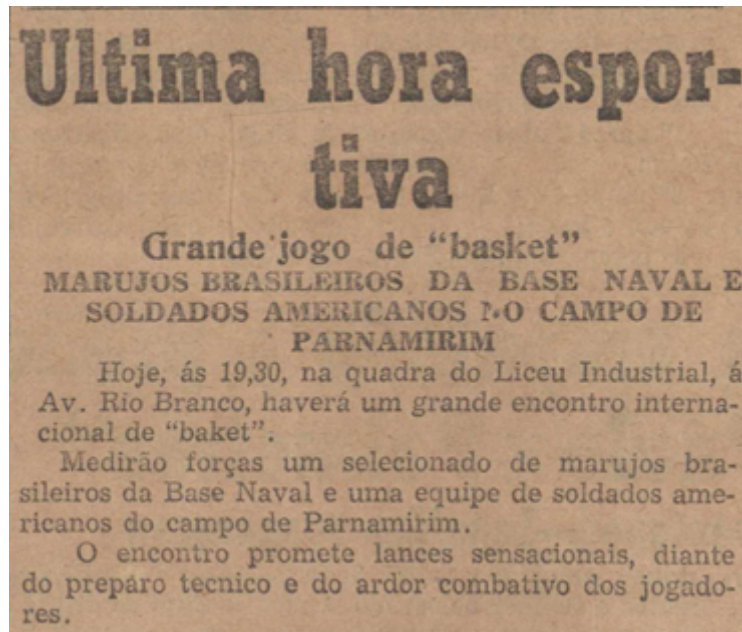 Ultima hora espor-
tiva
Grande jogo de "basket"
MARUJOS BRASILEIROS DA BASE NAVAL E
SOLDADOS AMERICANOS NO CAMPO DE
PARNAMIRIM
Hoje, ás 19,30, na quadra do Liceu Industrial, á
Av. Rio Branco, haverá um grande encontro interna-
cional de "baket".
Medirão forças um selecionado de marujos bra-
sileiros da Base Naval e uma equipe de soldados ame-
ricanos do campo de Parnamirim.
O encontro promete lances sensacionais, diante
do preparo tecnico e do ardor combativo dos jogado-
res.